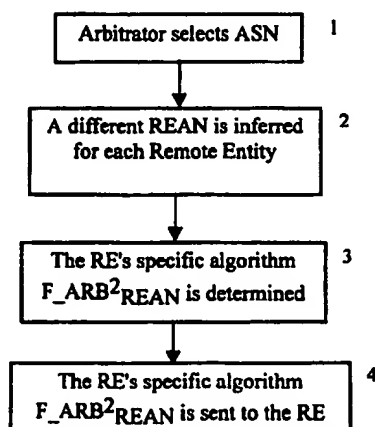 Arbitrator selects ASN
1
A different REAN is inferred
for each Remote Entity
2
The RE's specific algorithm
F_ARB²REAN is determined
3
The RE's specific algorithm
F_ARB²REAN is sent to the RE
4